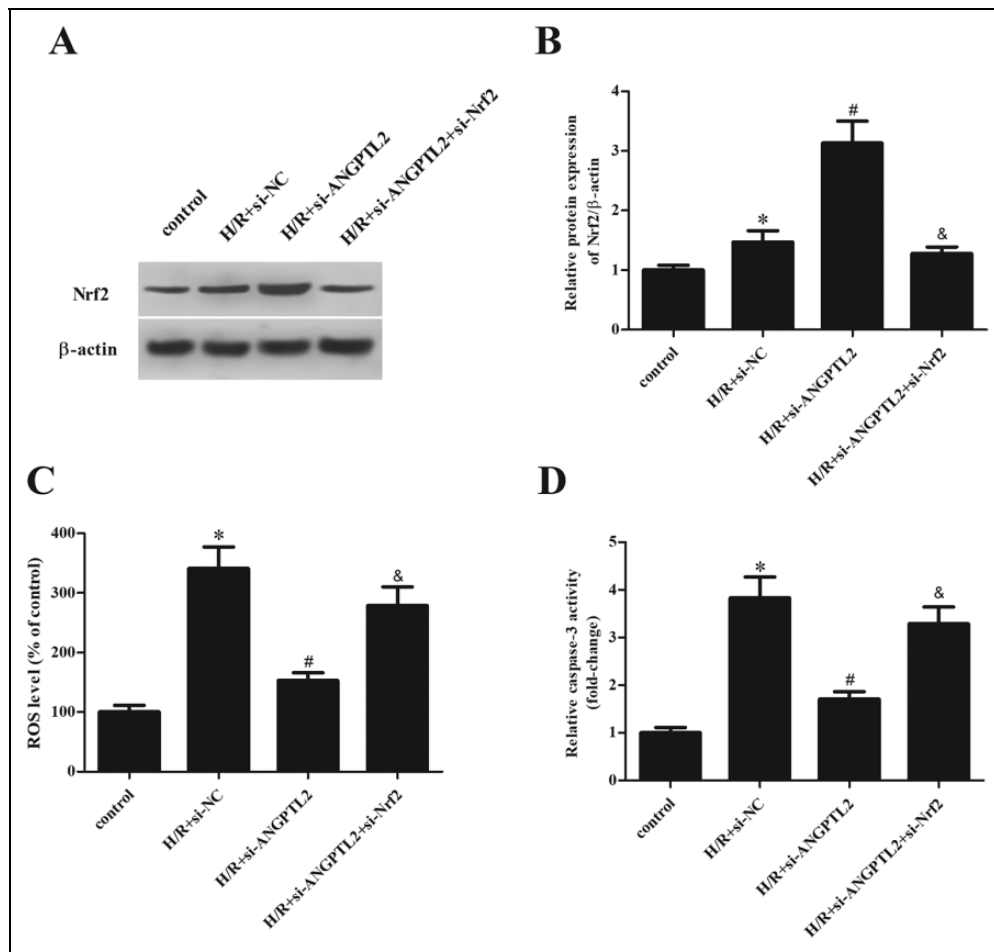 A
control
H/R+si-NC
H/R+si-ANGPTL2
H/R+si-ANGPTL2+si-Nrf2
Nrf2
β-actin
B
Relative protein expression
of Nrf2/β-actin
4
3
2
1
0
*
#
&
control
H/R+si-NC
H/R+si-ANGPTL2
H/R+si-ANGPTL2+si-Nrf2
C
ROS level (% of control)
400
300
200
100
0
*
#
&
control
H/R+si-NC
H/R+si-ANGPTL2
H/R+si-ANGPTL2+si-Nrf2
D
Relative caspase-3 activity
(fold-change)
5
4
3
2
1
0
*
#
&
control
H/R+si-NC
H/R+si-ANGPTL2
H/R+si-ANGPTL2+si-Nrf2